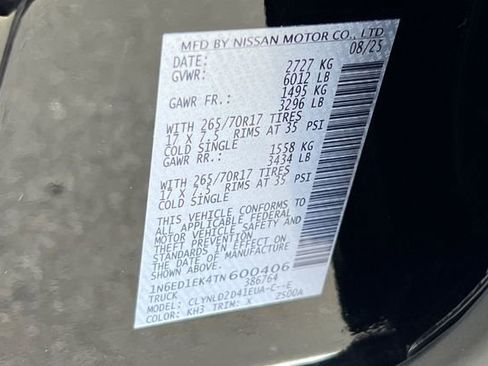 MFD BY NISSAN MOTOR CO., LTD
DATE: 08/25
GVWR: 2727 KG
6012 LB
GAWR FR.: 1495 KG
3296 LB
WITH 265/70R17 TIRES
17 X 7.5 RIMS AT 35 PSI
COLD SINGLE
GAWR RR.: 1558 KG
3434 LB
WITH 265/70R17 TIRES
17 X 7.5 RIMS AT 35 PSI
COLD SINGLE
THIS VEHICLE CONFORMS TO
ALL APPLICABLE FEDERAL
MOTOR VEHICLE SAFETY AND
THEFT PREVENTION
STANDARDS IN EFFECT ON
THE DATE OF MANUFACTURE
SHOWN ABOVE.
1N6ED1EK4TN600406
TRUCK 386764
MODEL: CLYNLD2D41EUA-C--E
COLOR: KH3 TRIM: X 2500A